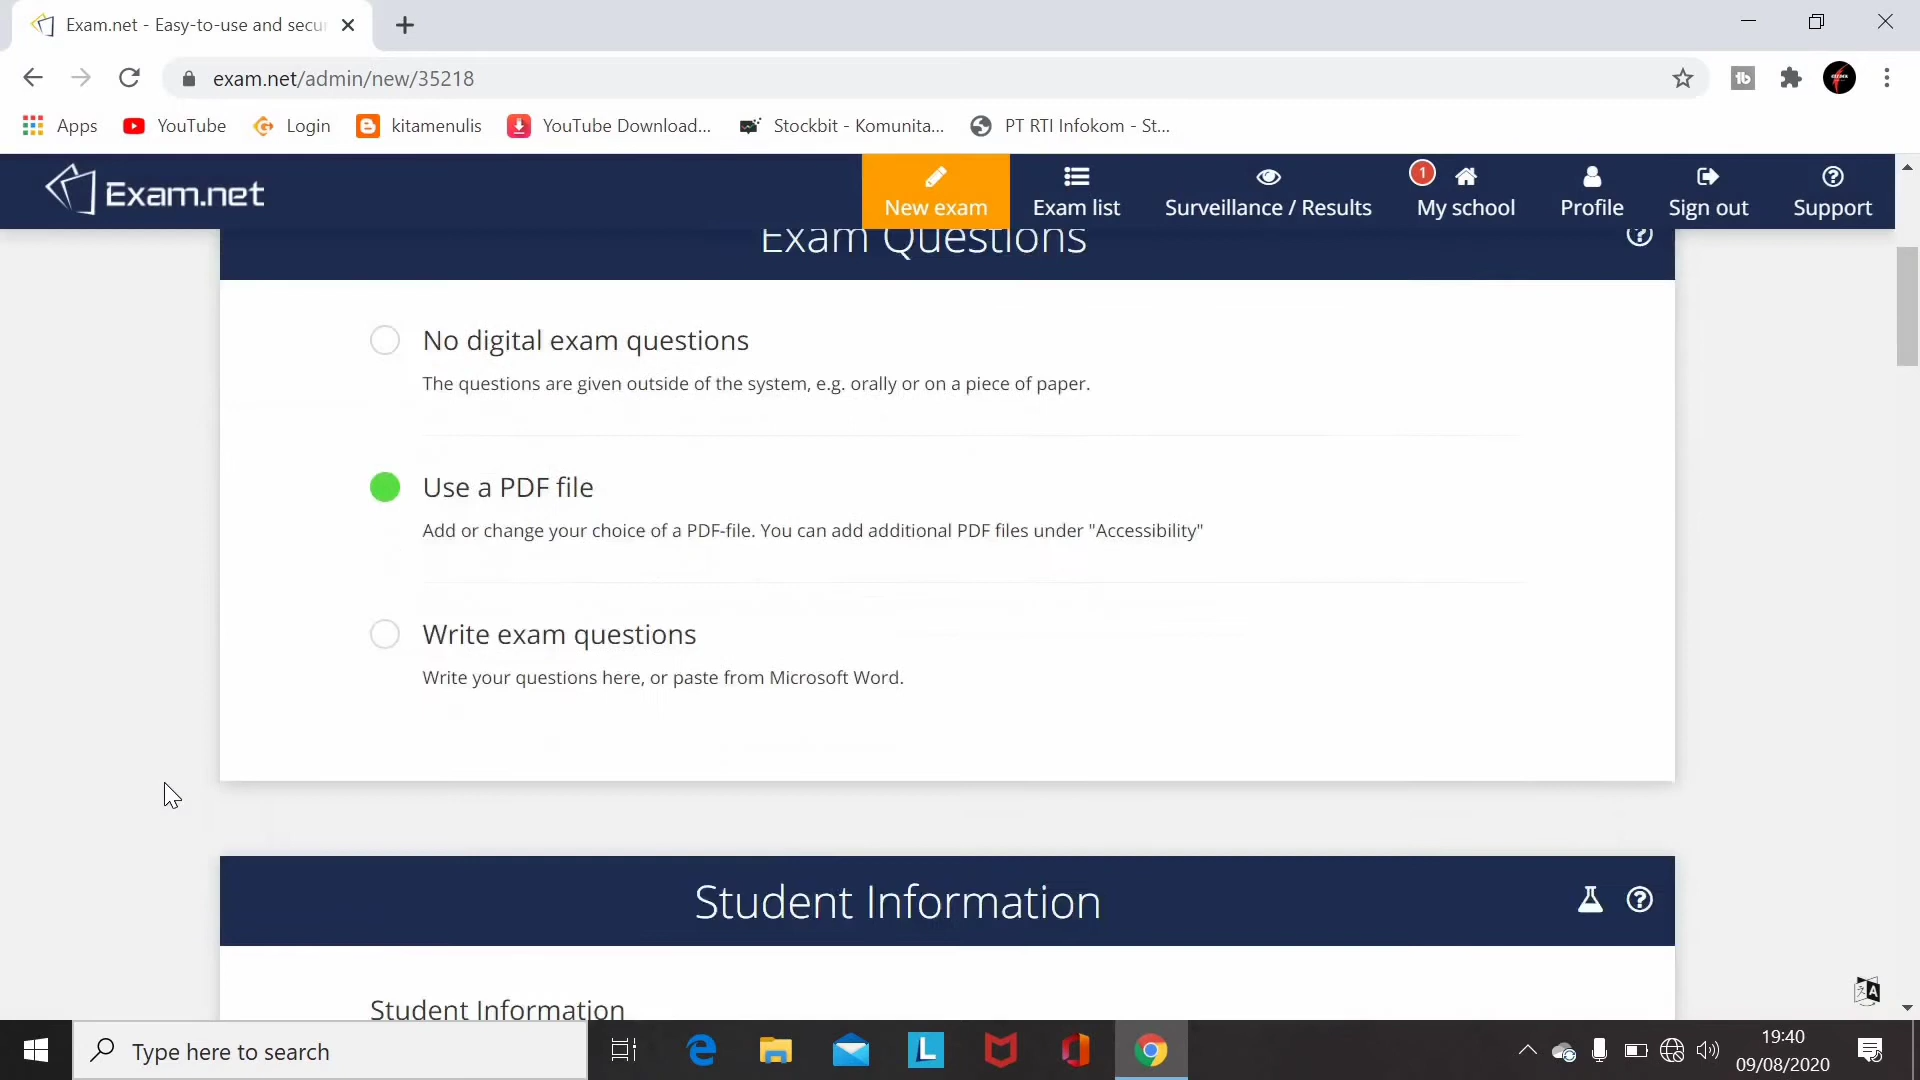 Exam.net - Easy-to-use and secu
exam.net/admin/new/35218
Apps
YouTube
Login
kitamenulis
YouTube Download...
Stockbit - Komunita...
PT RTI Infokom - St...
Exam.net
New exam
Exam list
Surveillance / Results
1
My school
Profile
Sign out
Support
Exam Questions
No digital exam questions
The questions are given outside of the system, e.g. orally or on a piece of paper.
Use a PDF file
Add or change your choice of a PDF-file. You can add additional PDF files under "Accessibility"
Write exam questions
Write your questions here, or paste from Microsoft Word.
Student Information
Student Information
Type here to search
19:40
09/08/2020